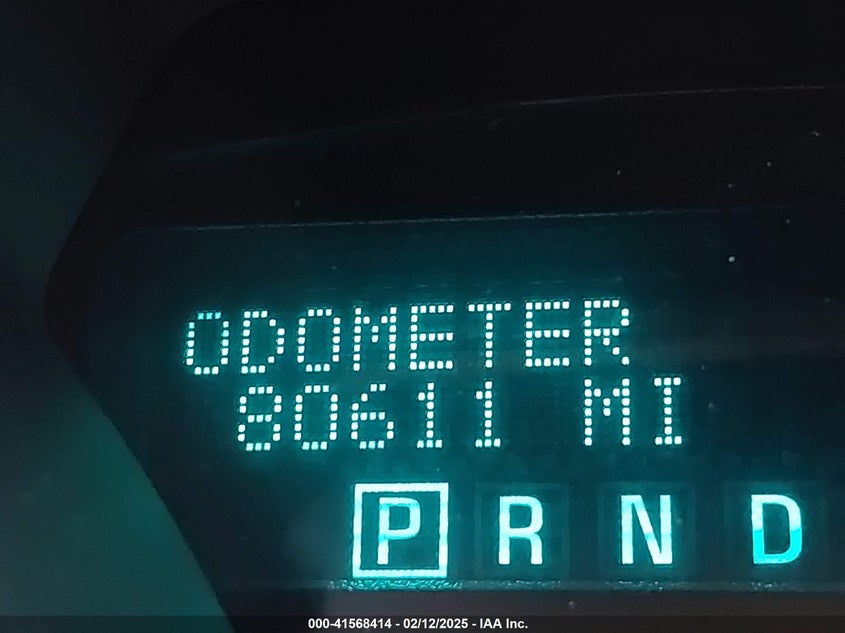 ODOMETER
80611 MI
P R N D
000-41568414 - 02/12/2025 - IAA Inc.